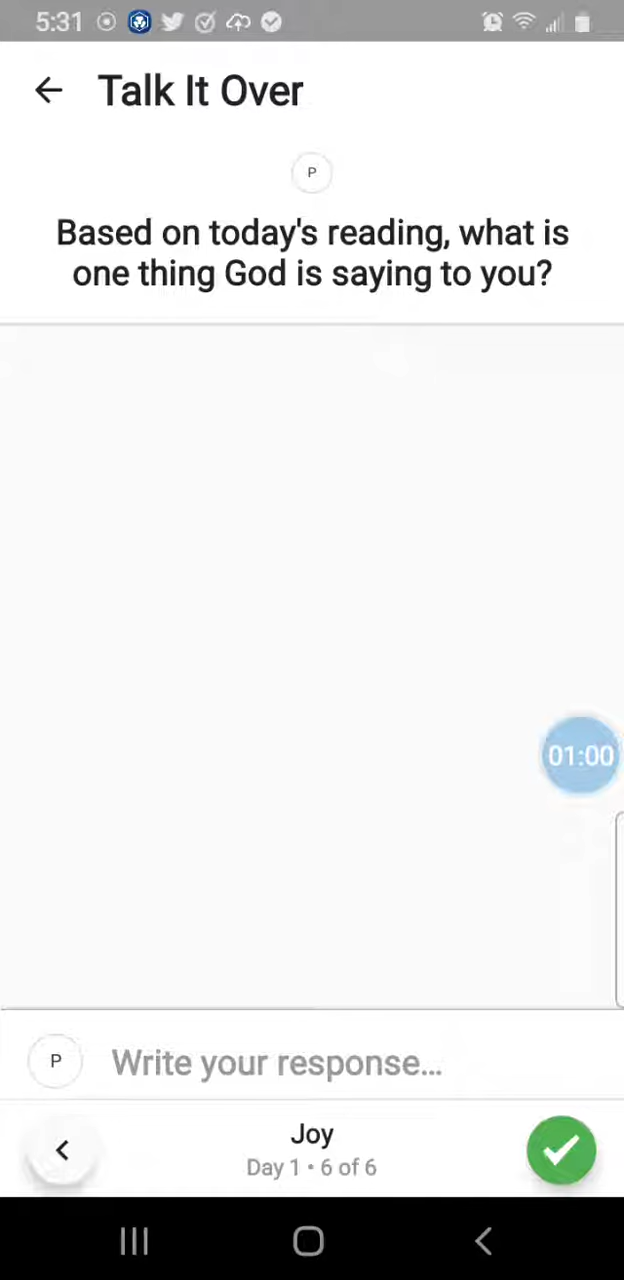 5:31
Talk It Over
P
Based on today's reading, what is
one thing God is saying to you?
01:00
P
Write your response...
Joy
Day 1 • 6 of 6